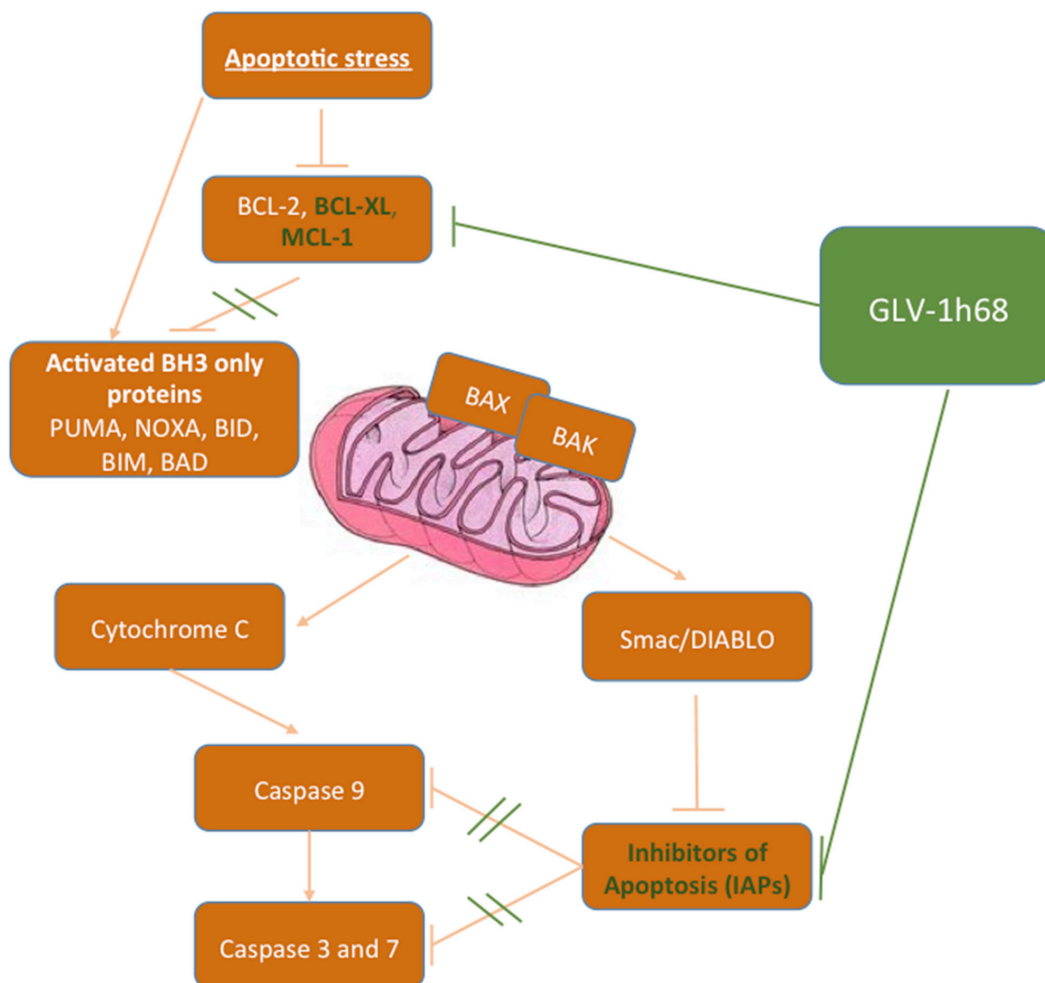 Apoptotic stress
BCL-2, BCL-XL,
MCL-1
GLV-1h68
Activated BH3 only
proteins
PUMA, NOXA, BID,
BIM, BAD
BAX
BAK
Cytochrome C
Smac/DIABLO
Caspase 9
Inhibitors of
Apoptosis (IAPs)
Caspase 3 and 7